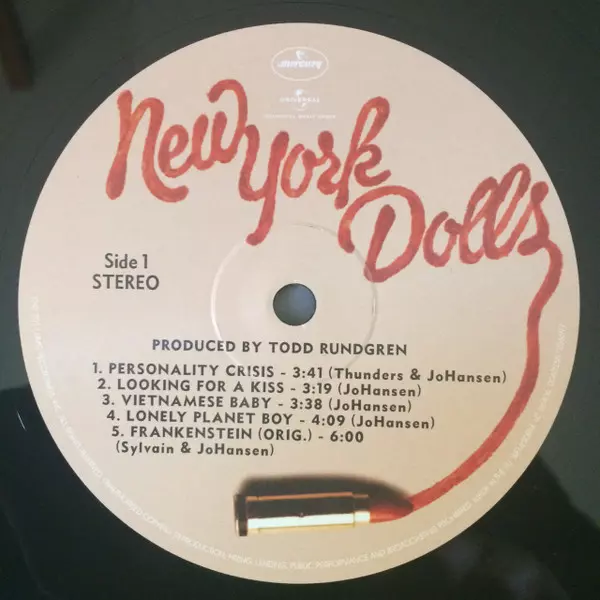 mercury
UNIVERSAL
New York
Dolls
Side 1
STEREO
PRODUCED BY TODD RUNDGREN
1. PERSONALITY CRISIS - 3:41 (Thunders & JoHansen)
2. LOOKING FOR A KISS - 3:19 (JoHansen)
3. VIETNAMESE BABY - 3:38 (JoHansen)
4. LONELY PLANET BOY - 4:09 (JoHansen)
5. FRANKENSTEIN (ORIG.) - 6:00
(Sylvain & JoHansen)